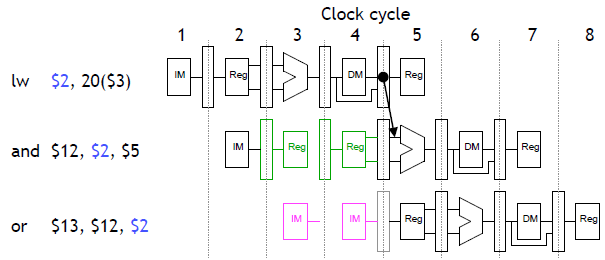 Clock cycle
1 2 3 4 5 6 7 8
lw $2, 20($3) IM Reg DM Reg
and $12, $2, $5 IM Reg Reg DM Reg
or $13, $12, $2 IM IM Reg DM Reg